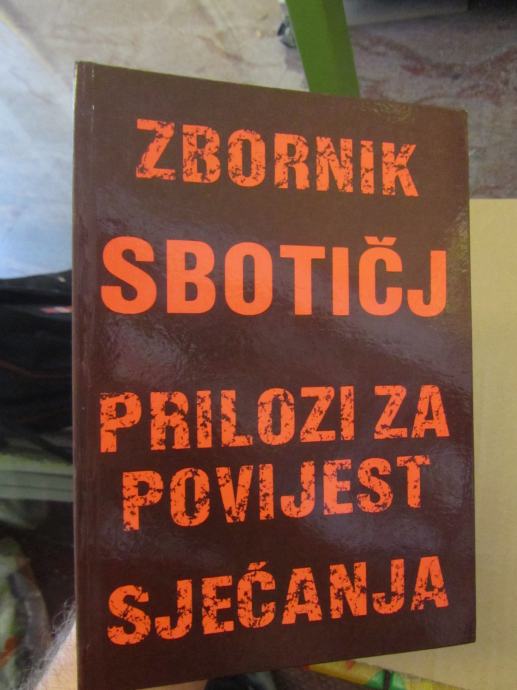 ZBORNIK
SBOTIČJ
PRILOZI ZA
POVIJEST
SJEĆANJA